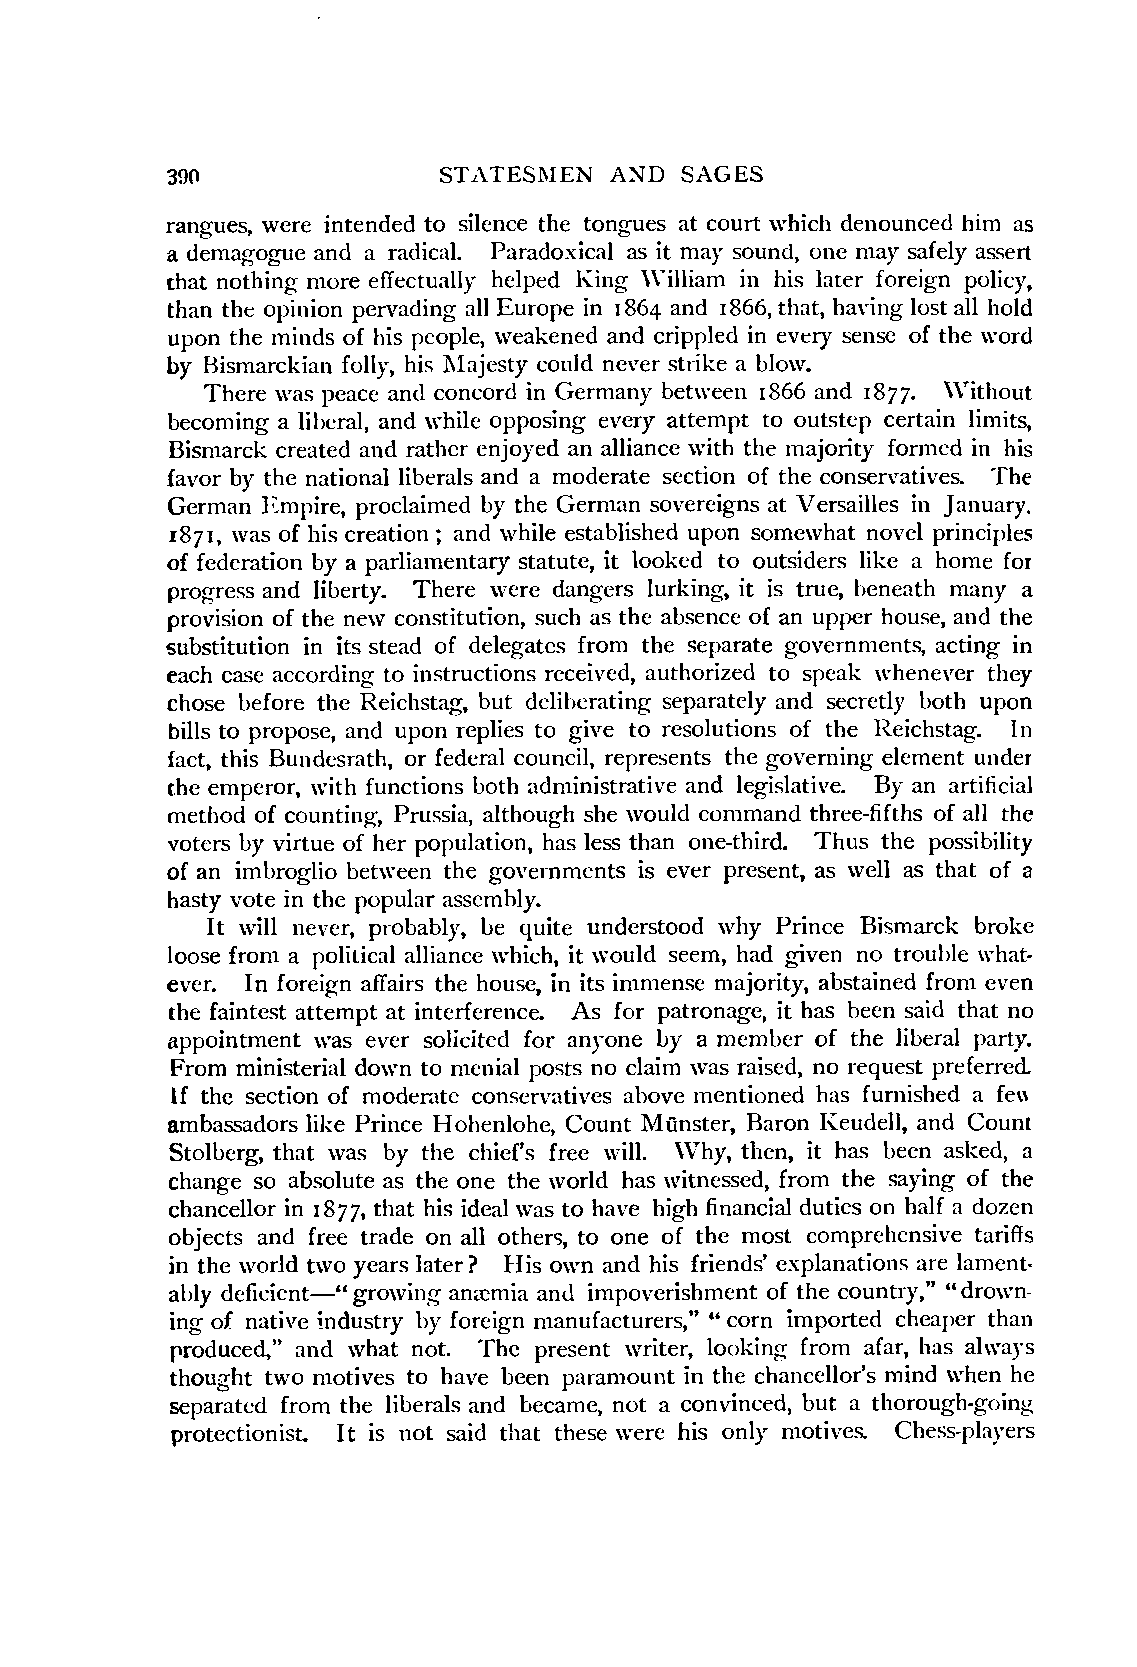 390 STATESMEN AND SAGES
rangues, were intended to silence the tongues at court which denounced him as
a demagogue and a radical. Paradoxical as it may sound, one may safely assert
that nothing more effectually helped King William in his later foreign policy,
than the opinion pervading all Europe in 1864 and 1866, that, having lost all hold
upon the minds of his people, weakened and crippled in every sense of the word
by Bismarckian folly, his Majesty could never strike a blow.
There was peace and concord in Germany between 1866 and 1877. Without
becoming a liberal, and while opposing every attempt to outstep certain limits,
Bismarck created and rather enjoyed an alliance with the majority formed in his
favor by the national liberals and a moderate section of the conservatives. The
German Empire, proclaimed by the German sovereigns at Versailles in January.
1871, was of his creation; and while established upon somewhat novel principles
of federation by a parliamentary statute, it looked to outsiders like a home for
progress and liberty. There were dangers lurking, it is true, beneath many a
provision of the new constitution, such as the absence of an upper house, and the
substitution in its stead of delegates from the separate governments, acting in
each case according to instructions received, authorized to speak whenever they
chose before the Reichstag, but deliberating separately and secretly both upon
bills to propose, and upon replies to give to resolutions of the Reichstag. In
fact, this Bundesrath, or federal council, represents the governing element under
the emperor, with functions both administrative and legislative. By an artificial
method of counting, Prussia, although she would command three-fifths of all the
voters by virtue of her population, has less than one-third. Thus the possibility
of an imbroglio between the governments is ever present, as well as that of a
hasty vote in the popular assembly.
It will never, probably, be quite understood why Prince Bismarck broke
loose from a political alliance which, it would seem, had given no trouble what-
ever. In foreign affairs the house, in its immense majority, abstained from even
the faintest attempt at interference. As for patronage, it has been said that no
appointment was ever solicited for anyone by a member of the liberal party.
From ministerial down to menial posts no claim was raised, no request preferred.
If the section of moderate conservatives above mentioned has furnished a few
ambassadors like Prince Hohenlohe, Count Münster, Baron Keudell, and Count
Stolberg, that was by the chief's free will. Why, then, it has been asked, a
change so absolute as the one the world has witnessed, from the saying of the
chancellor in 1877, that his ideal was to have high financial duties on half a dozen
objects and free trade on all others, to one of the most comprehensive tariffs
in the world two years later? His own and his friends' explanations are lament-
ably deficient—"growing anæmia and impoverishment of the country," "drown-
ing of native industry by foreign manufacturers," "corn imported cheaper than
produced," and what not. The present writer, looking from afar, has always
thought two motives to have been paramount in the chancellor's mind when he
separated from the liberals and became, not a convinced, but a thorough-going
protectionist. It is not said that these were his only motives. Chess-players